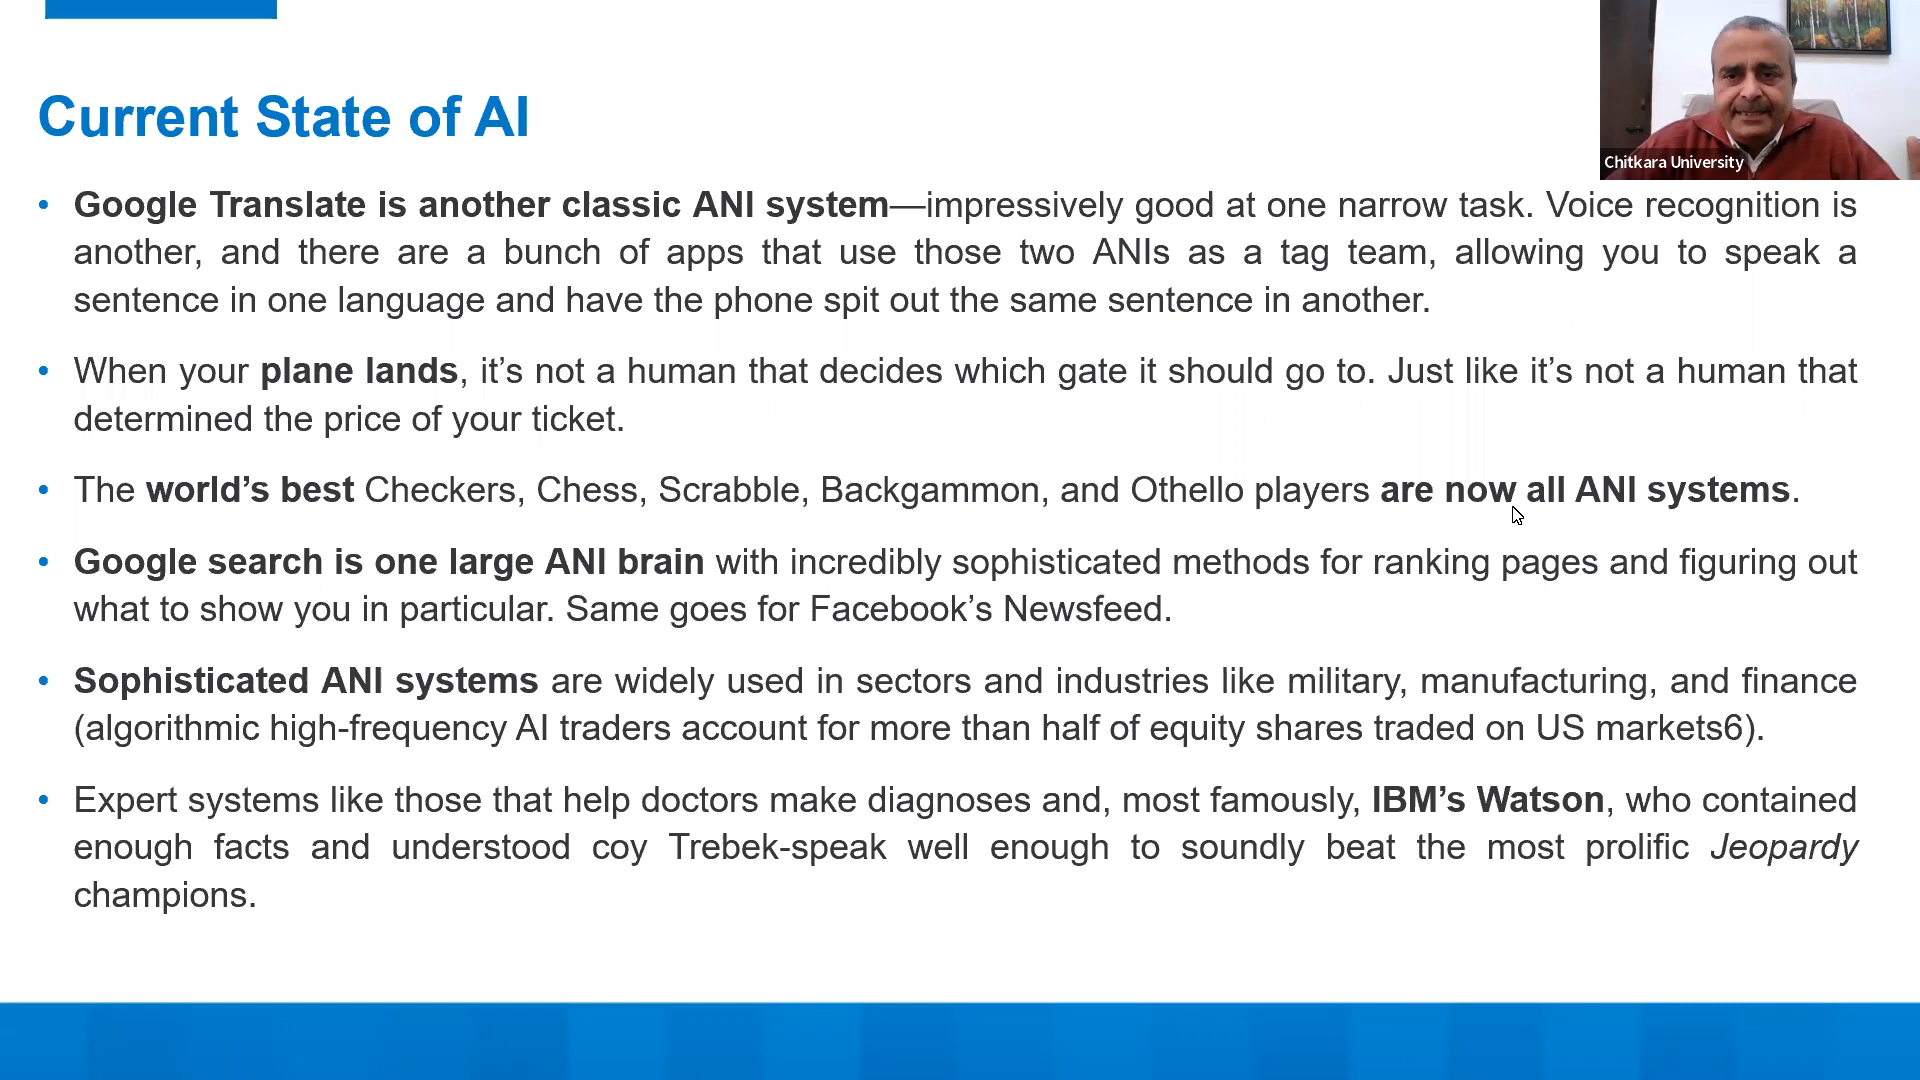 Current State of AI
Chitkara University
• Google Translate is another classic ANI system—impressively good at one narrow task. Voice recognition is
another, and there are a bunch of apps that use those two ANIs as a tag team, allowing you to speak a
sentence in one language and have the phone spit out the same sentence in another.
• When your plane lands, it’s not a human that decides which gate it should go to. Just like it’s not a human that
determined the price of your ticket.
• The world’s best Checkers, Chess, Scrabble, Backgammon, and Othello players are now all ANI systems.
• Google search is one large ANI brain with incredibly sophisticated methods for ranking pages and figuring out
what to show you in particular. Same goes for Facebook’s Newsfeed.
• Sophisticated ANI systems are widely used in sectors and industries like military, manufacturing, and finance
(algorithmic high-frequency AI traders account for more than half of equity shares traded on US markets6).
• Expert systems like those that help doctors make diagnoses and, most famously, IBM’s Watson, who contained
enough facts and understood coy Trebek-speak well enough to soundly beat the most prolific Jeopardy
champions.